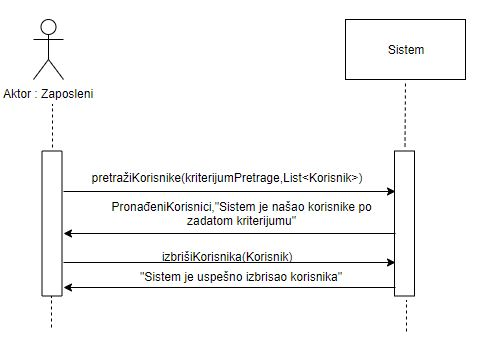 Sistem
Aktor : Zaposleni
pretražiKorisnike(kriterijumPretrage,List<Korisnik>)
PronađeniKorisnici,"Sistem je našao korisnike po
zadatom kriterijumu"
izbrišiKorisnika(Korisnik)
"Sistem je uspešno izbrisao korisnika"